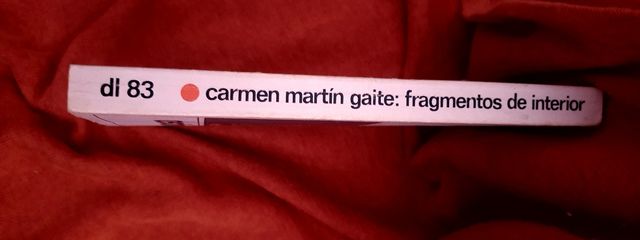 dl 83 carmen martín gaite: fragmentos de interior